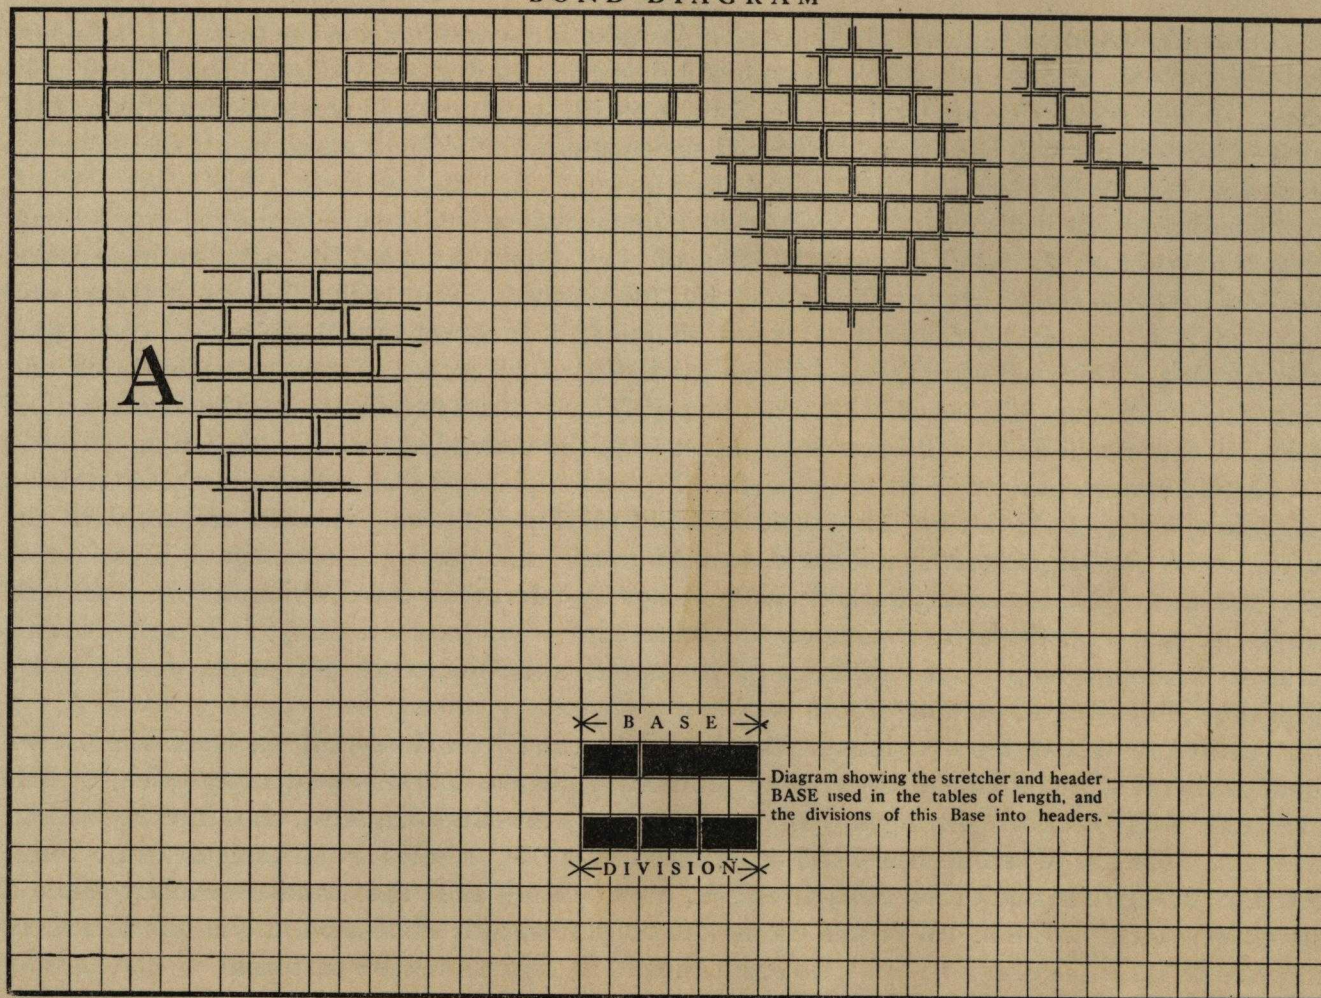 BOND DIAGRAM
A
BASE
Diagram showing the stretcher and header
BASE used in the tables of length, and
the divisions of this Base into headers.
DIVISION